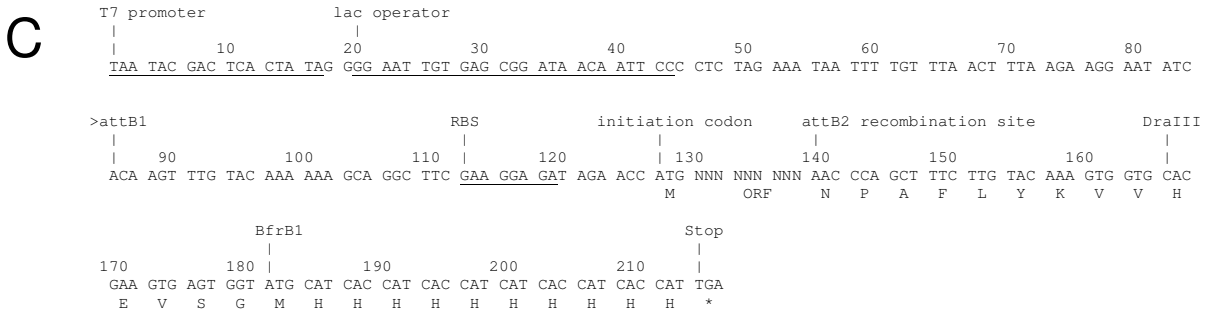 C
T7 promoter lac operator
10 20 30 40 50 60 70 80
TAA TAC GAC TCA CTA TAG GGG AAT TGT GAG CGG ATA ACA ATT CCC CTC TAG AAA TAA TTT TGT TTA ACT TTA AGA AGG AAT ATC
>attB1 RBS initiation codon attB2 recombination site DraIII
90 100 110 120 130 140 150 160
ACA AGT TTG TAC AAA AAA GCA GGC TTC GAA GGA GAT AGA ACC ATG NNN NNN NNN AAC CCA GCT TTC TTG TAC AAA GTG GTG CAC
M ORF N P A F L Y K V V H
BfrB1 Stop
170 180 190 200 210
GAA GTG AGT GGT ATG CAT CAC CAT CAC CAT CAT CAC CAT CAC CAT TGA
E V S G M H H H H H H H H H H *